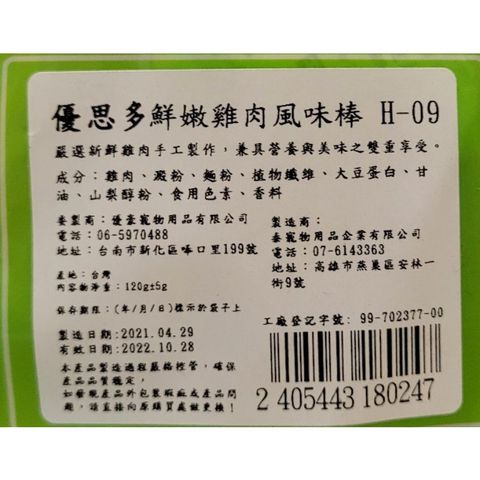 優思多鮮嫩雞肉風味棒 H-09
嚴選新鮮雞肉手工製作，兼具營養與美味之雙重享受。
成分：雞肉、澱粉、麵粉、植物纖維、大豆蛋白、甘
油、山梨醇粉、食用色素、香料
委製商：優豪寵物用品有限公司
電話：06-5970488
地址：台南市新化區𦰡口里199號
產地：台灣
內容物淨重：120g±5g
保存期限：(年/月/日)標示於袋子上
製造日期:2021.04.29
有效日期:2022.10.28
本產品製造過程嚴格控管，確保
產品品質穩定，
如發現產品外包裝瑕疵或產品問
題，請直接向原購買處做更換！
製造商：
泰寵物用品企業有限公司
電話：07-6143363
地址：高雄市燕巢區安林一
街9號
工廠登記字號：99-702377-00
2 405443 180247